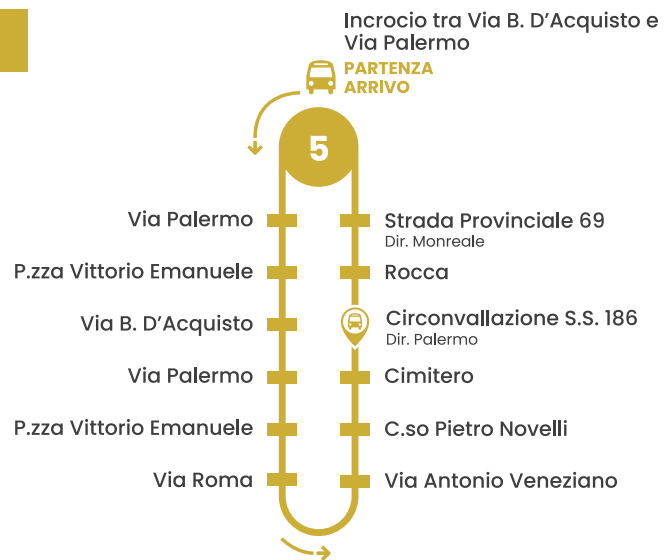 Incrocio tra Via B. D'Acquisto e
Via Palermo
PARTENZA
ARRIVO
5
Via Palermo
P.zza Vittorio Emanuele
Via B. D'Acquisto
Via Palermo
P.zza Vittorio Emanuele
Via Roma
Strada Provinciale 69
Dir. Monreale
Rocca
Circonvallazione S.S. 186
Dir. Palermo
Cimitero
C.so Pietro Novelli
Via Antonio Veneziano